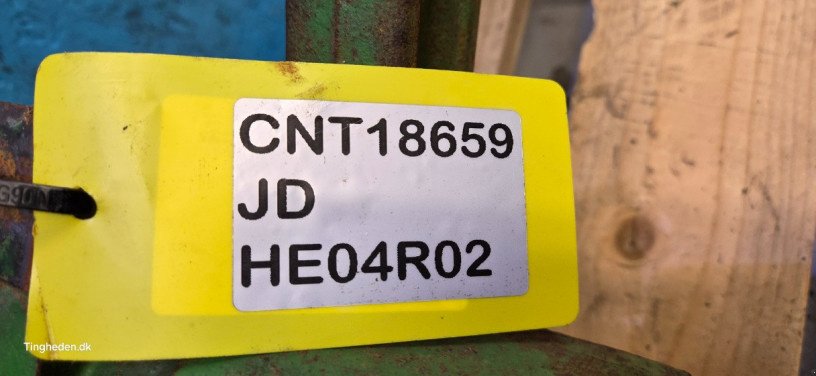 CNT18659
JD
HE04R02
Tingheden.dk